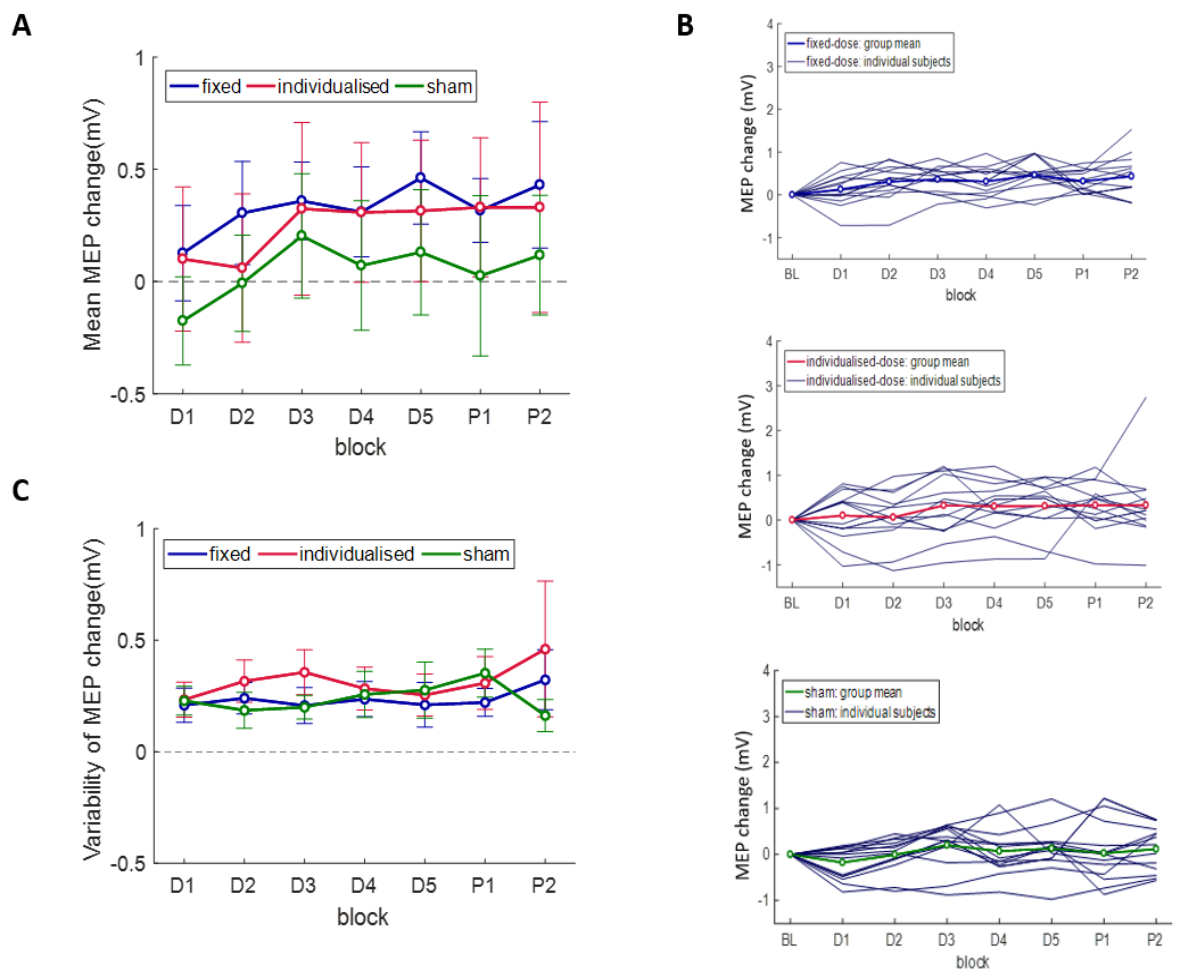 A
Mean MEP change(mV)
1
0.5
0
-0.5
fixed individualised sham
D1 D2 D3 D4 D5 P1 P2
block
B
MEP change (mV)
4
3
2
1
0
-1
fixed-dose: group mean
fixed-dose: individual subjects
BL D1 D2 D3 D4 D5 P1 P2
block
MEP change (mV)
4
3
2
1
0
-1
individualised-dose: group mean
individualised-dose: individual subjects
BL D1 D2 D3 D4 D5 P1 P2
block
MEP change (mV)
4
3
2
1
0
-1
sham: group mean
sham: individual subjects
BL D1 D2 D3 D4 D5 P1 P2
block
C
Variability of MEP change(mV)
1
0.5
0
-0.5
fixed individualised sham
D1 D2 D3 D4 D5 P1 P2
block